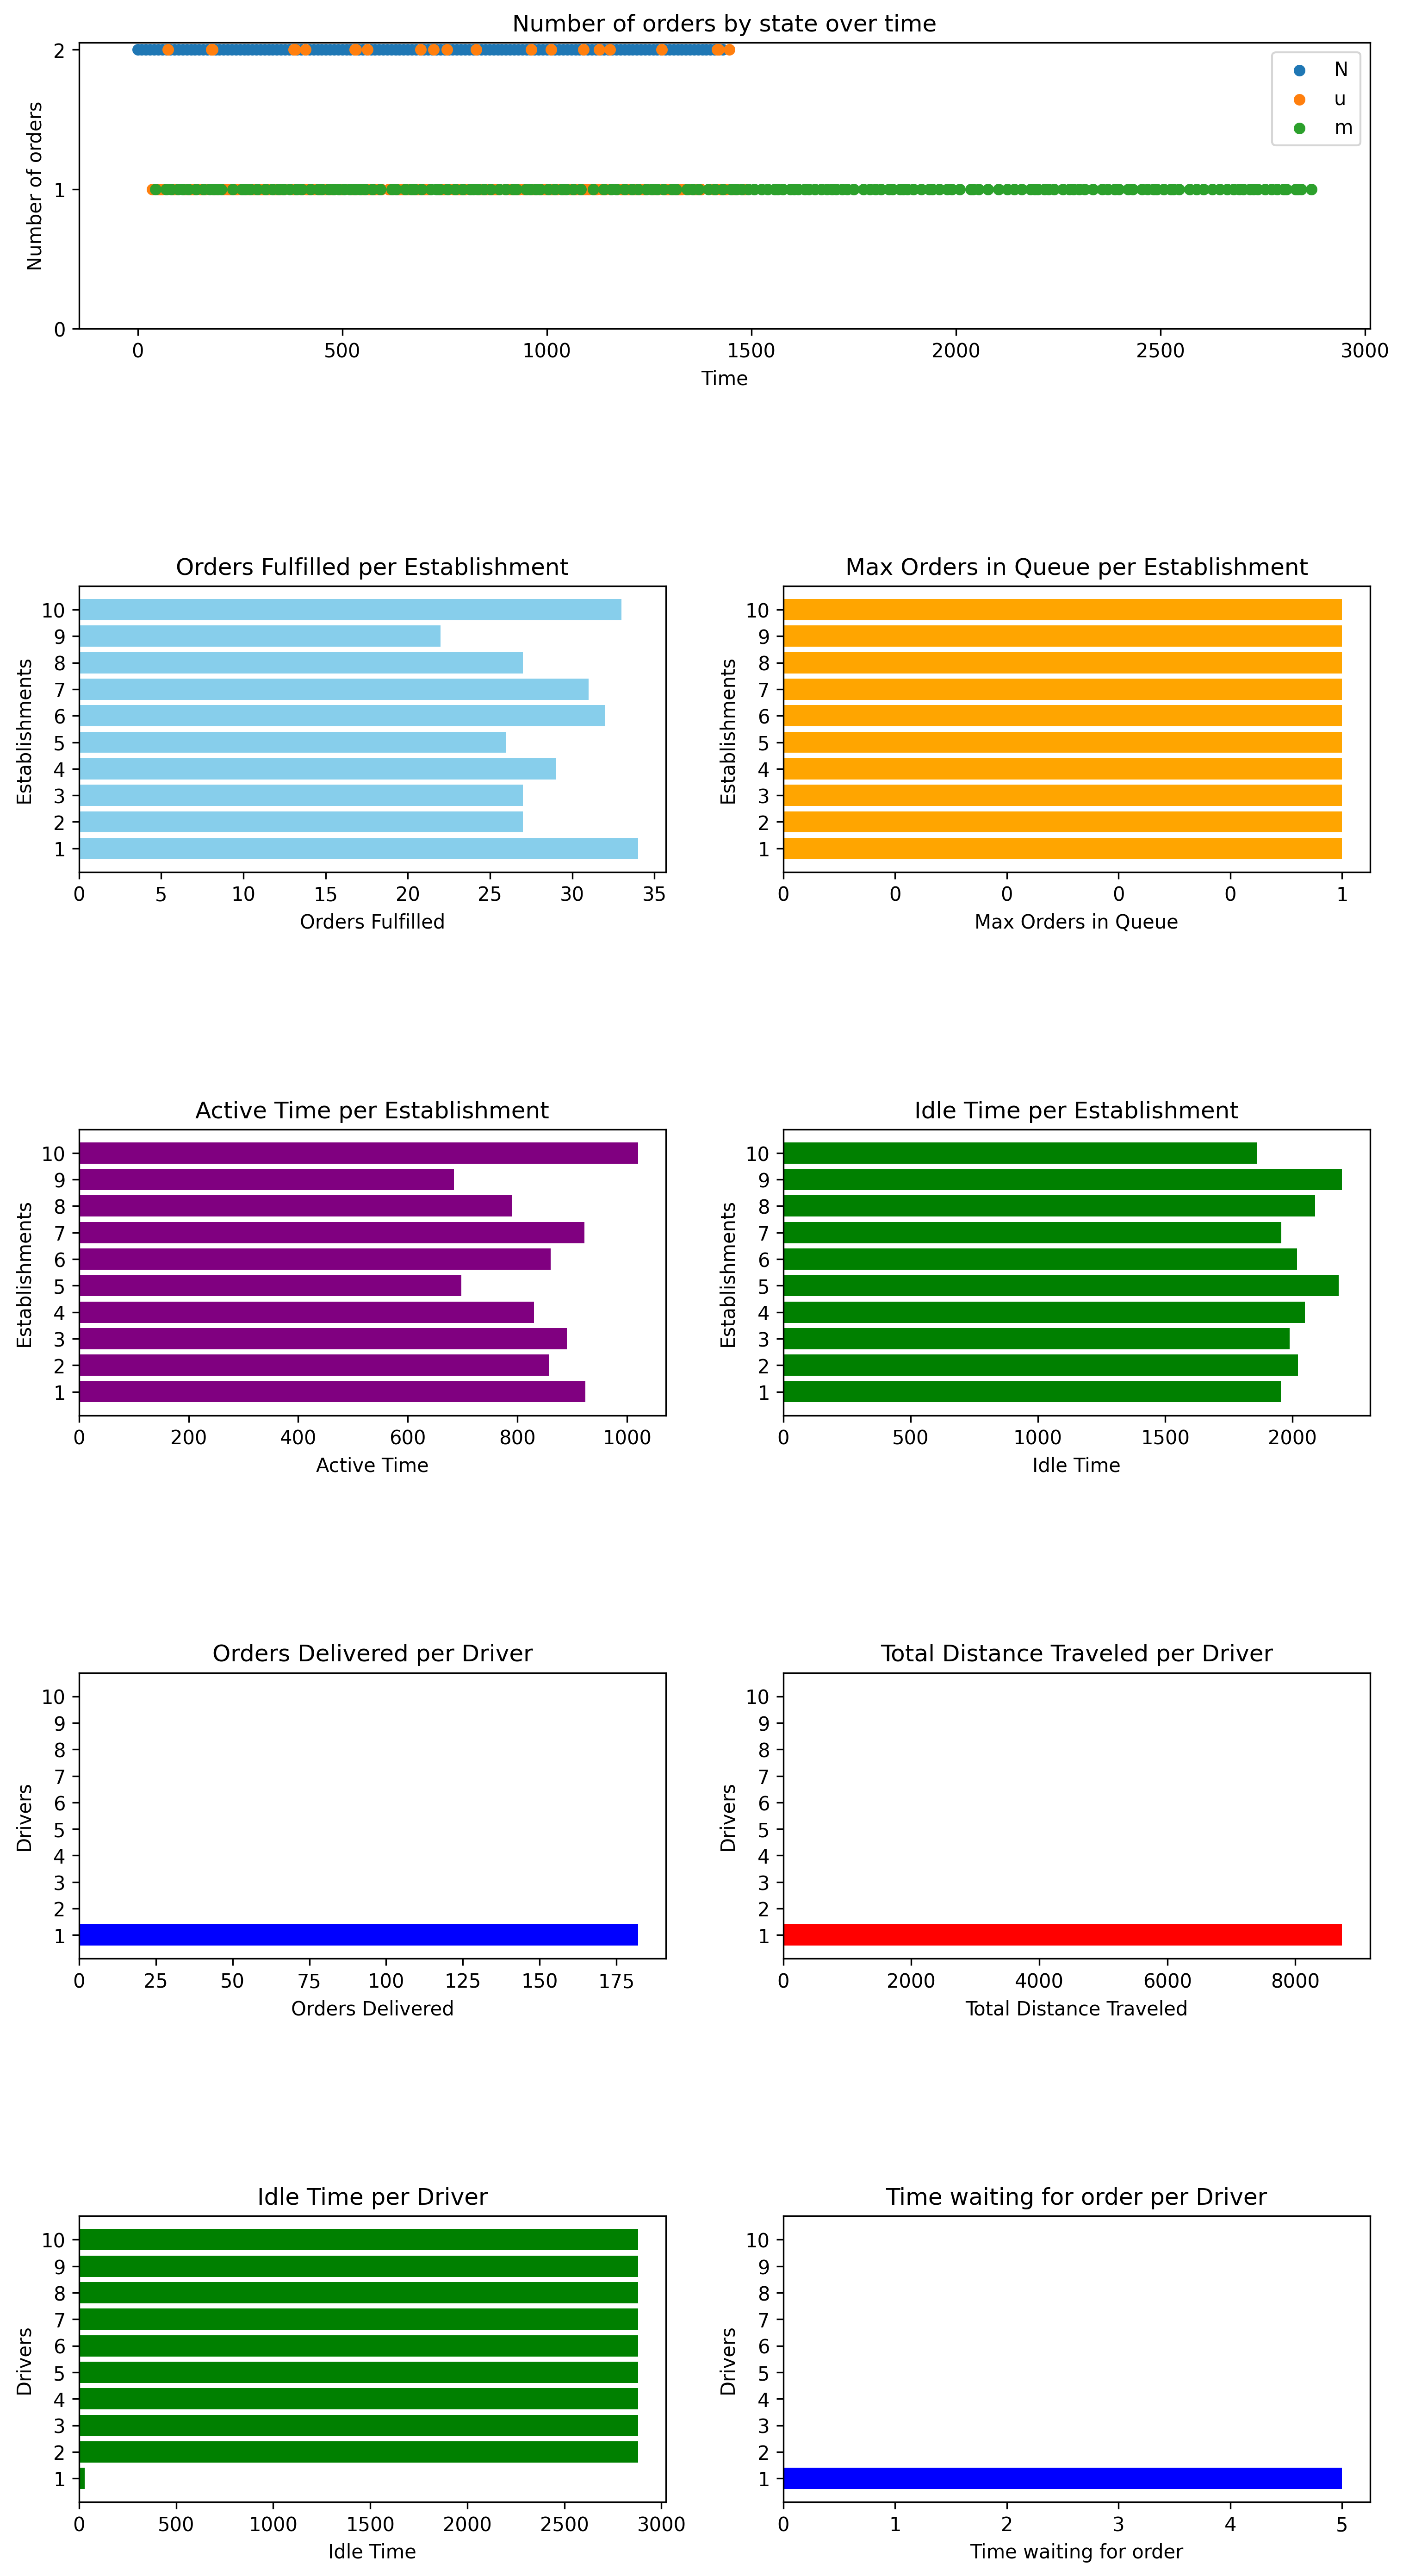 Number of orders by state over time
2
1
0
Number of orders
N
u
m
0 500 1000 1500 2000 2500 3000
Time
Orders Fulfilled per Establishment
10
9
8
7
6
5
4
3
2
1
Establishments
0 5 10 15 20 25 30 35
Orders Fulfilled
Max Orders in Queue per Establishment
10
9
8
7
6
5
4
3
2
1
Establishments
0 0 0 0 0 1
Max Orders in Queue
Active Time per Establishment
10
9
8
7
6
5
4
3
2
1
Establishments
0 200 400 600 800 1000
Active Time
Idle Time per Establishment
10
9
8
7
6
5
4
3
2
1
Establishments
0 500 1000 1500 2000
Idle Time
Orders Delivered per Driver
10
9
8
7
6
5
4
3
2
1
Drivers
0 25 50 75 100 125 150 175
Orders Delivered
Total Distance Traveled per Driver
10
9
8
7
6
5
4
3
2
1
Drivers
0 2000 4000 6000 8000
Total Distance Traveled
Idle Time per Driver
10
9
8
7
6
5
4
3
2
1
Drivers
0 500 1000 1500 2000 2500 3000
Idle Time
Time waiting for order per Driver
10
9
8
7
6
5
4
3
2
1
Drivers
0 1 2 3 4 5
Time waiting for order